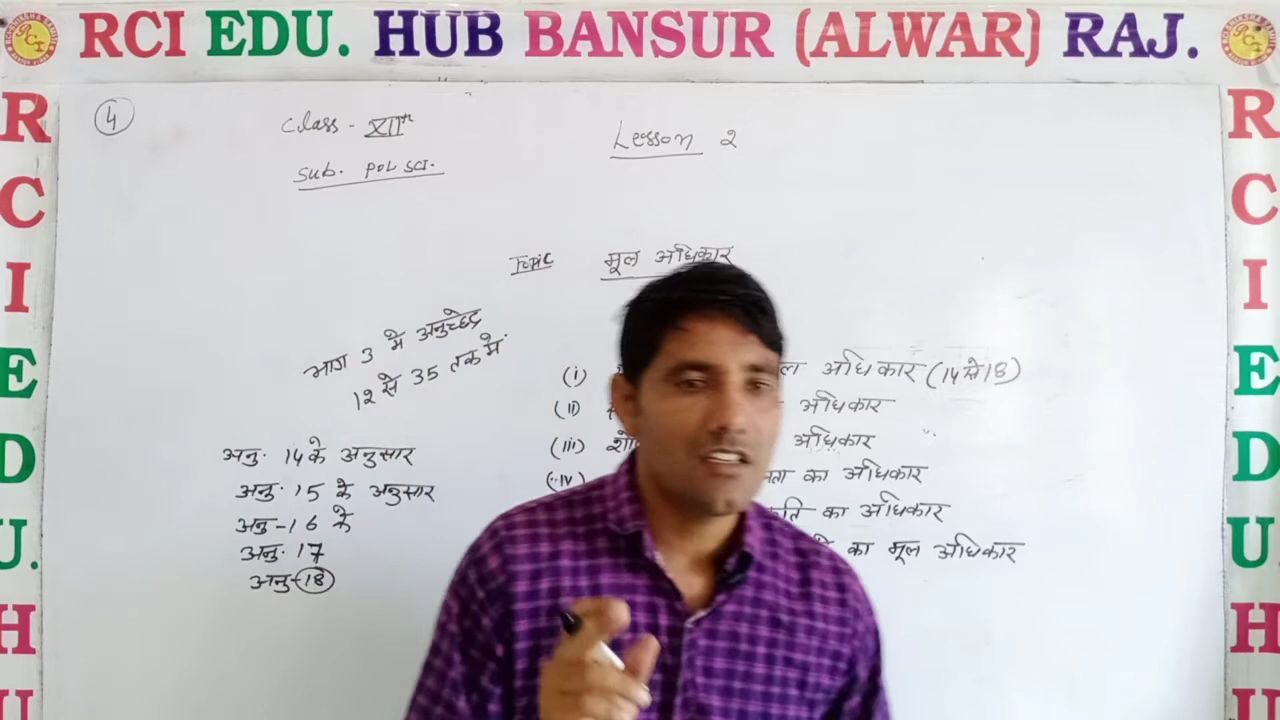 RCI EDU. HUB BANSUR (ALWAR) RAJ.
R
C
I
E
D
U.
H
U
R
C
I
E
D
U
H
U
4
Class - XIIth
Sub. POL SCI.
Lesson 2
Topic मूल अधिकार
भाग 3 में अनुच्छेद
12 से 35 तक में
(i) अधिकार (14 से 18)
(ii) अधिकार
(iii) अधिकार
(iv) का अधिकार
का अधिकार
का मूल अधिकार
अनु. 14 के अनुसार
अनु. 15 के अनुसार
अनु-16 के
अनु. 17
अनु-18